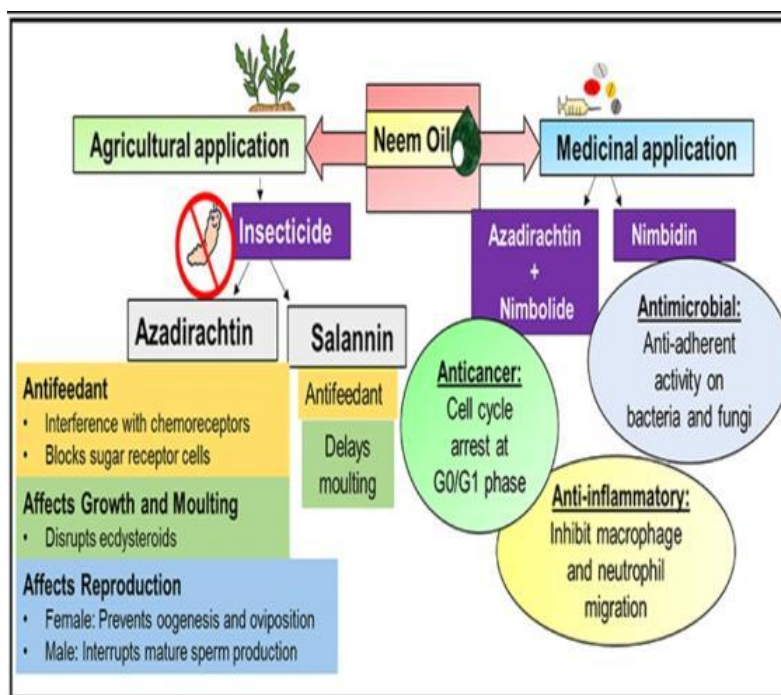 Neem Oil
Agricultural application
Medicinal application
Insecticide
Azadirachtin
Antifeedant
• Interference with chemoreceptors
• Blocks sugar receptor cells
Affects Growth and Moulting
• Disrupts ecdysteroids
Affects Reproduction
• Female: Prevents oogenesis and oviposition
• Male: Interrupts mature sperm production
Salannin
Antifeedant
Delays
moulting
Azadirachtin
+
Nimbolide
Nimbidin
Anticancer:
Cell cycle
arrest at
G0/G1 phase
Antimicrobial:
Anti-adherent
activity on
bacteria and fungi
Anti-inflammatory:
Inhibit macrophage
and neutrophil
migration